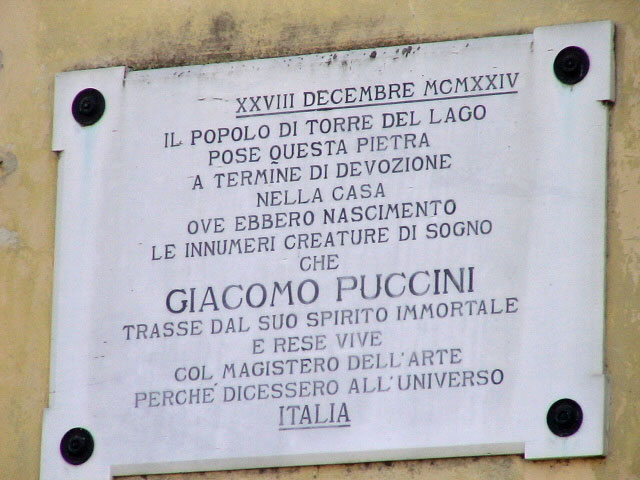 XXVIII DECEMBRE MCMXXIV
IL POPOLO DI TORRE DEL LAGO
POSE QUESTA PIETRA
A TERMINE DI DEVOZIONE
NELLA CASA
OVE EBBERO NASCIMENTO
LE INNUMERI CREATURE DI SOGNO
CHE
GIACOMO PUCCINI
TRASSE DAL SUO SPIRITO IMMORTALE
E RESE VIVE
COL MAGISTERO DELL'ARTE
PERCHÉ DICESSERO ALL'UNIVERSO
ITALIA